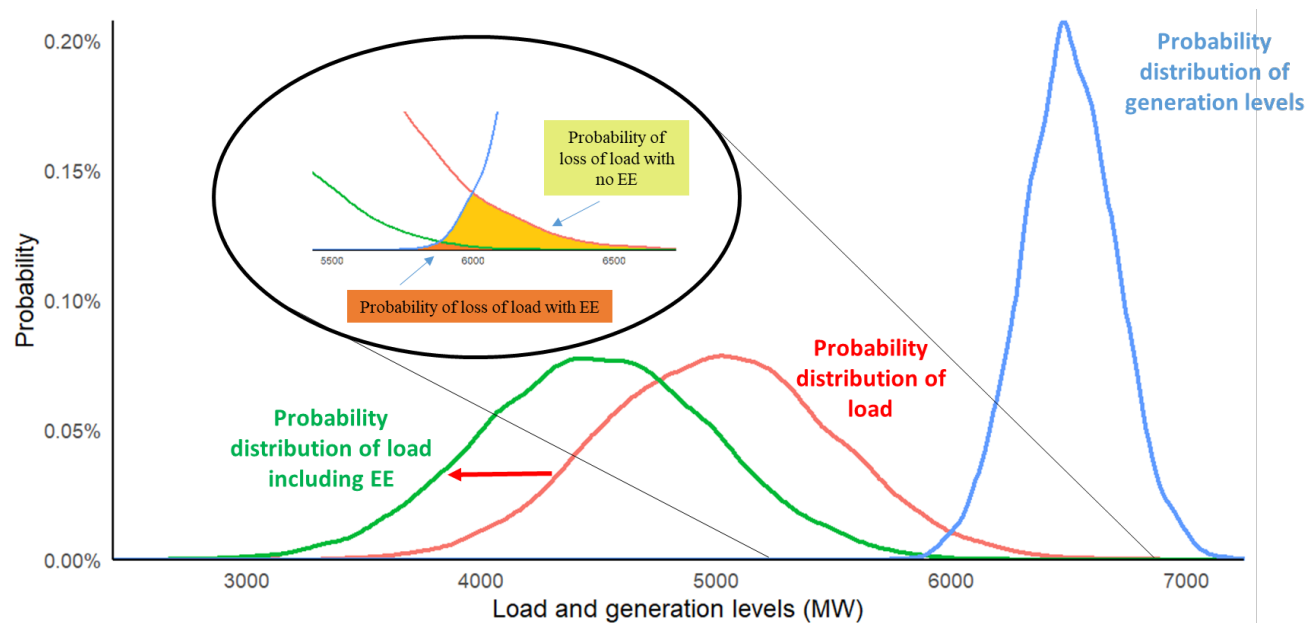 0.20%
0.15%
0.10%
0.05%
0.00%
Probability
Probability
distribution of
generation levels
Probability of
loss of load with
no EE
5500
6000
6500
Probability of loss of load with EE
Probability
distribution of
load
Probability
distribution of load
including EE
3000
4000
5000
6000
7000
Load and generation levels (MW)